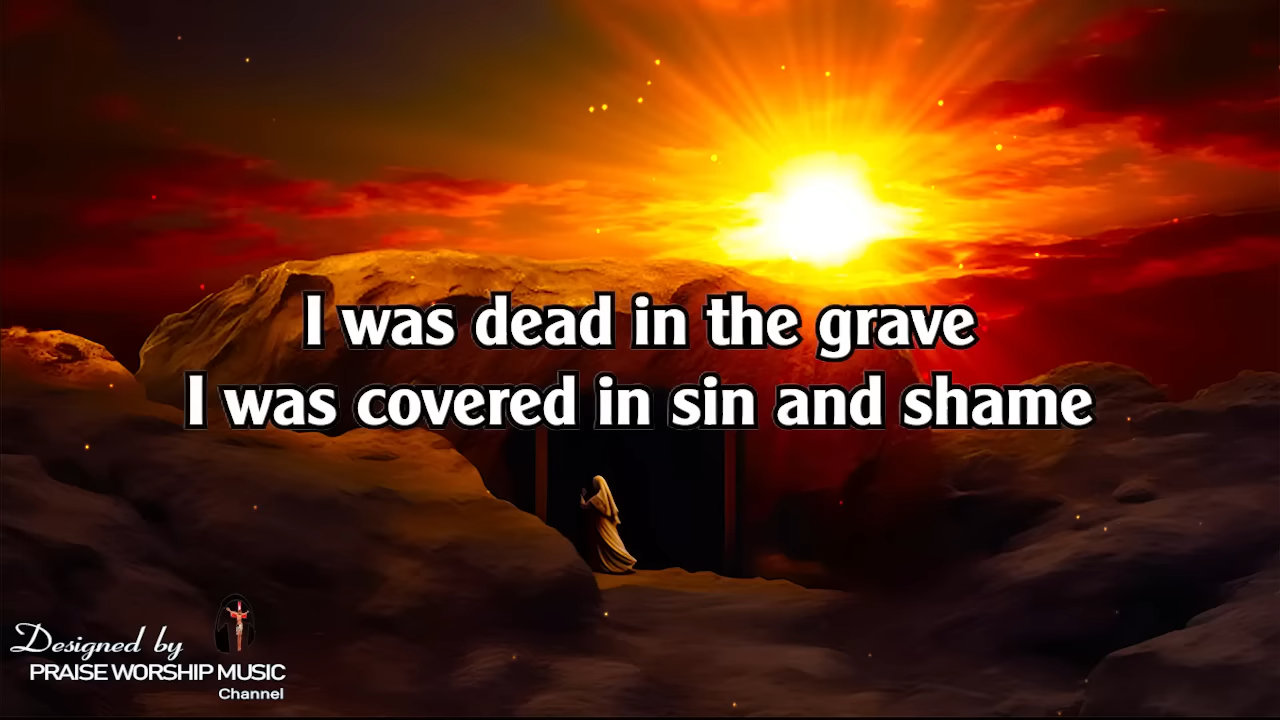 I was dead in the grave
I was covered in sin and shame
Designed by
PRAISE WORSHIP MUSIC
Channel